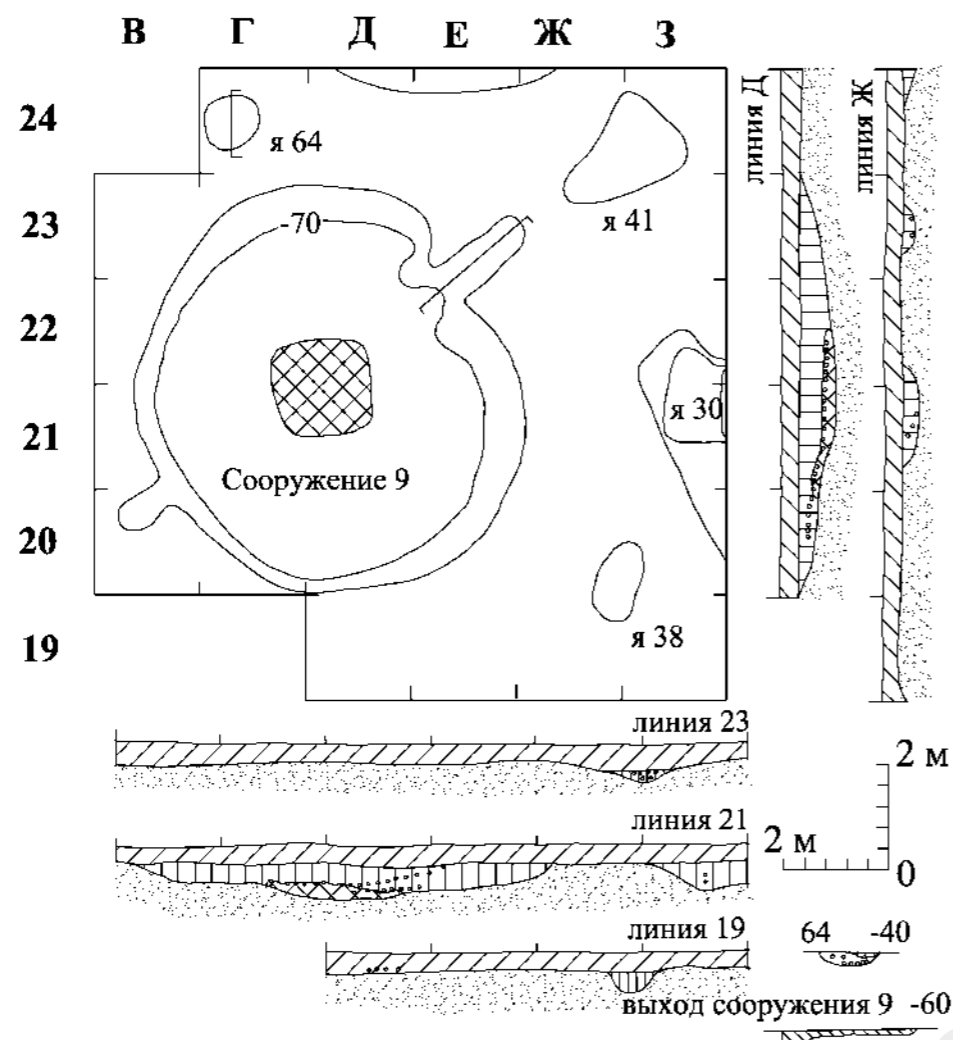 В Г Д Е Ж З
24
я 64
23
-70
я 41
22
21
я 30
Сооружение 9
20
19
я 38
линия Д
линия Ж
линия 23
2 м
линия 21
2 м
0
линия 19
64 -40
выход сооружения 9 -60